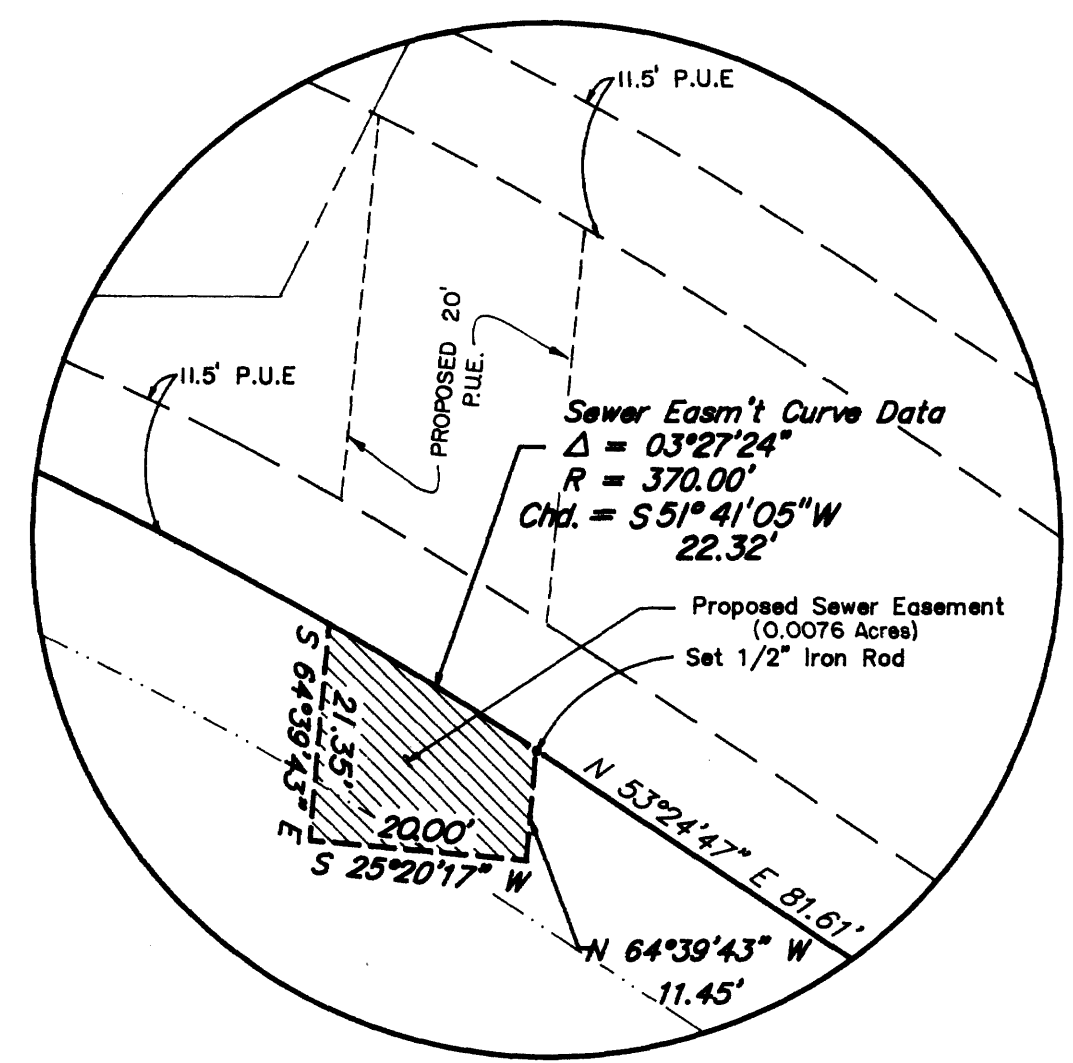 11.5' P.U.E
11.5' P.U.E
PROPOSED 20'
P.U.E.
Sewer Easm't Curve Data
Δ = 03°27'24"
R = 370.00'
Chd. = S 51° 41' 05" W
22.32'
Proposed Sewer Easement
(0.0076 Acres)
Set 1/2" Iron Rod
S 64°39'43" E
21.35'
20.00'
S 25°20'17" W
N 53°24'47" E 81.61'
N 64°39'43" W
11.45'